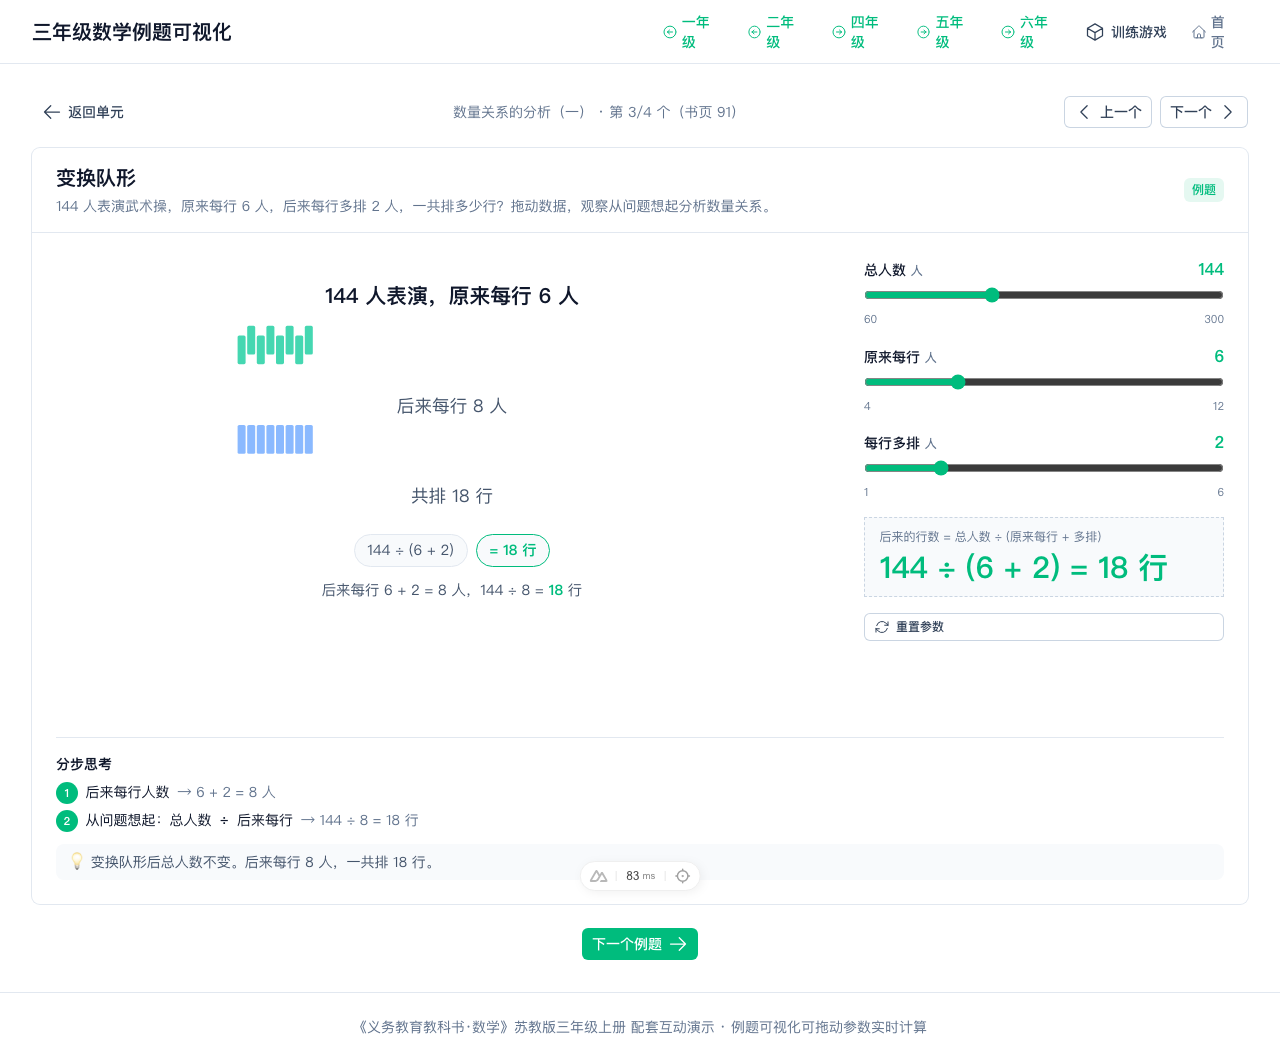 三年级数学例题可视化
一年级
二年级
四年级
五年级
六年级
训练游戏
首页
返回单元
数量关系的分析（一） · 第 3/4 个（书页 91）
上一个
下一个
变换队形
144 人表演武术操，原来每行 6 人，后来每行多排 2 人，一共排多少行？拖动数据，观察从问题想起分析数量关系。
例题
144 人表演，原来每行 6 人
后来每行 8 人
共排 18 行
144 ÷ (6 + 2)
= 18 行
后来每行 6 + 2 = 8 人，144 ÷ 8 = 18 行
总人数 人
144
60
300
原来每行 人
6
4
12
每行多排 人
2
1
6
后来的行数 = 总人数 ÷ (原来每行 + 多排)
144 ÷ (6 + 2) = 18 行
重置参数
分步思考
1 后来每行人数 → 6 + 2 = 8 人
2 从问题想起：总人数 ÷ 后来每行 → 144 ÷ 8 = 18 行
💡 变换队形后总人数不变。后来每行 8 人，一共排 18 行。
83 ms
下一个例题 →
《义务教育教科书·数学》苏教版三年级上册 配套互动演示 · 例题可视化可拖动参数实时计算